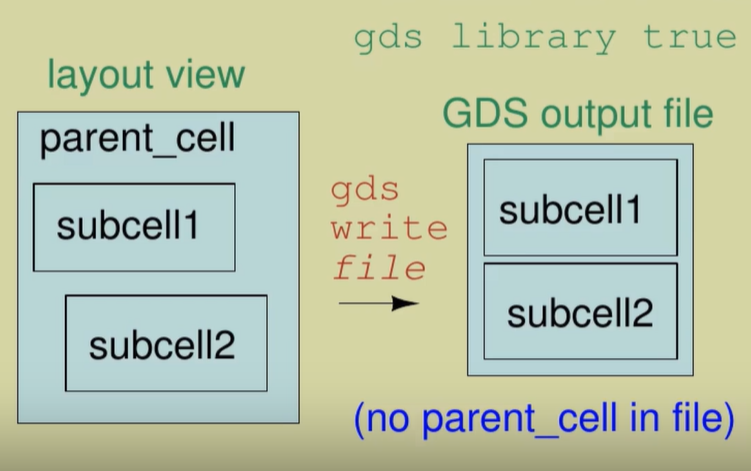 gds library true
layout view
parent_cell
subcell1
subcell2
gds
write
file
GDS output file
subcell1
subcell2
(no parent_cell in file)